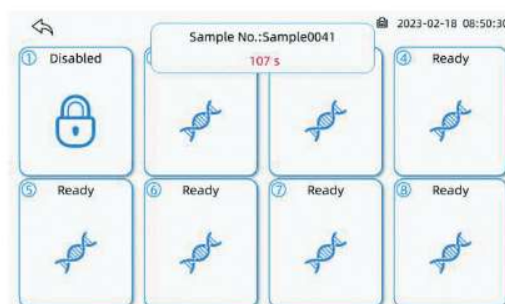 2023-02-18 08:50:30
Sample No.:Sample0041
107 s
① Disabled
④ Ready
⑤ Ready
⑥ Ready
⑦ Ready
⑧ Ready